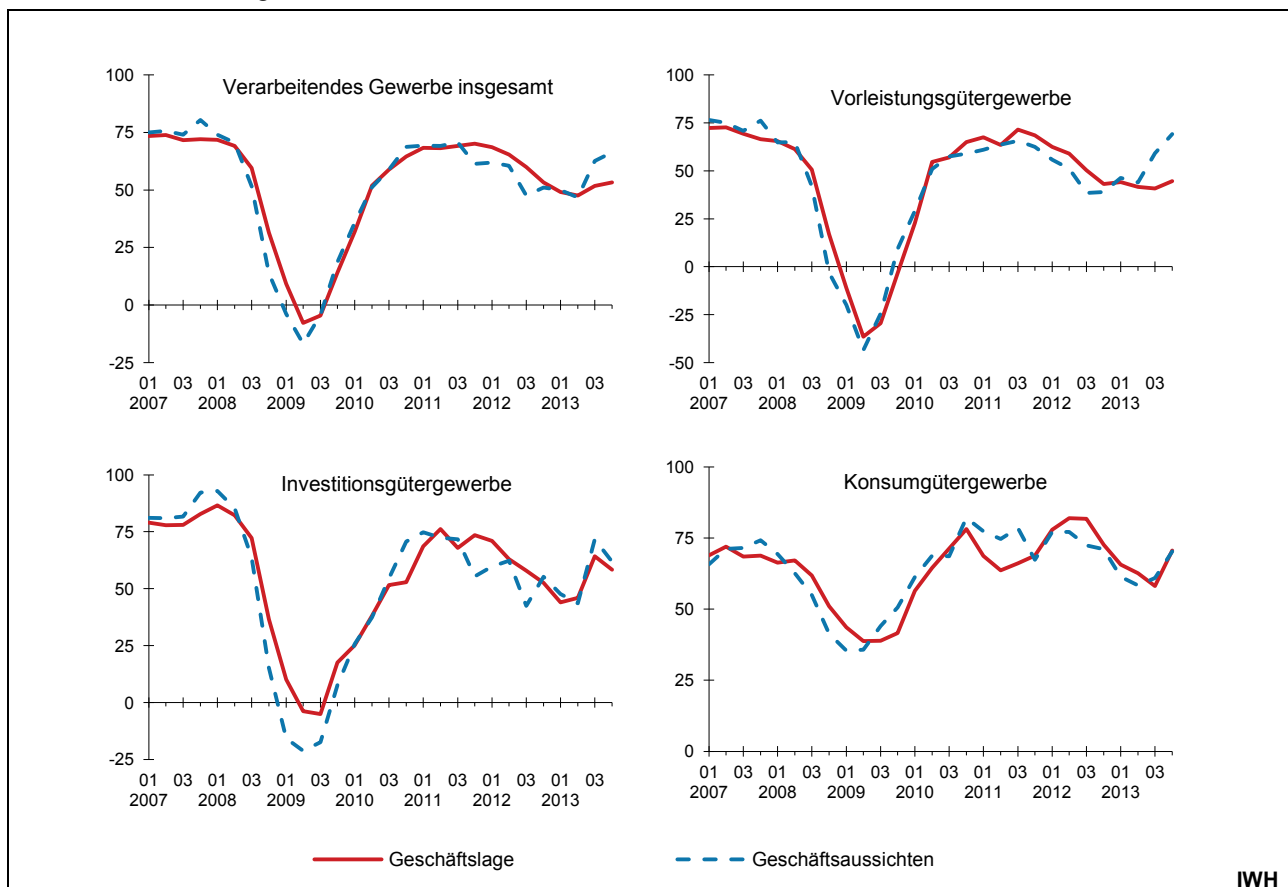 Verarbeitendes Gewerbe insgesamt
100
75
50
25
0
-25
01 03 01 03 01 03 01 03 01 03 01 03 01 03
2007 2008 2009 2010 2011 2012 2013
Vorleistungsgütergewerbe
100
75
50
25
0
-25
-50
01 03 01 03 01 03 01 03 01 03 01 03 01 03
2007 2008 2009 2010 2011 2012 2013
Investitionsgütergewerbe
100
75
50
25
0
-25
01 03 01 03 01 03 01 03 01 03 01 03 01 03
2007 2008 2009 2010 2011 2012 2013
Konsumgütergewerbe
100
75
50
25
0
01 03 01 03 01 03 01 03 01 03 01 03 01 03
2007 2008 2009 2010 2011 2012 2013
Geschäftslage Geschäftsaussichten
IWH